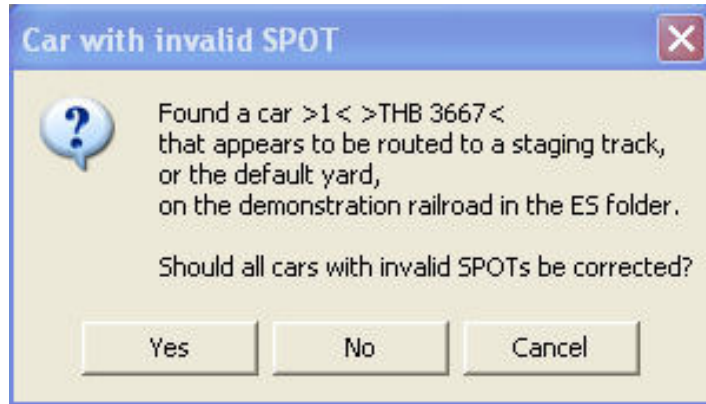 Car with invalid SPOT
?
Found a car >1< >THB 3667<
that appears to be routed to a staging track,
or the default yard,
on the demonstration railroad in the ES folder.
Should all cars with invalid SPOTs be corrected?
Yes No Cancel